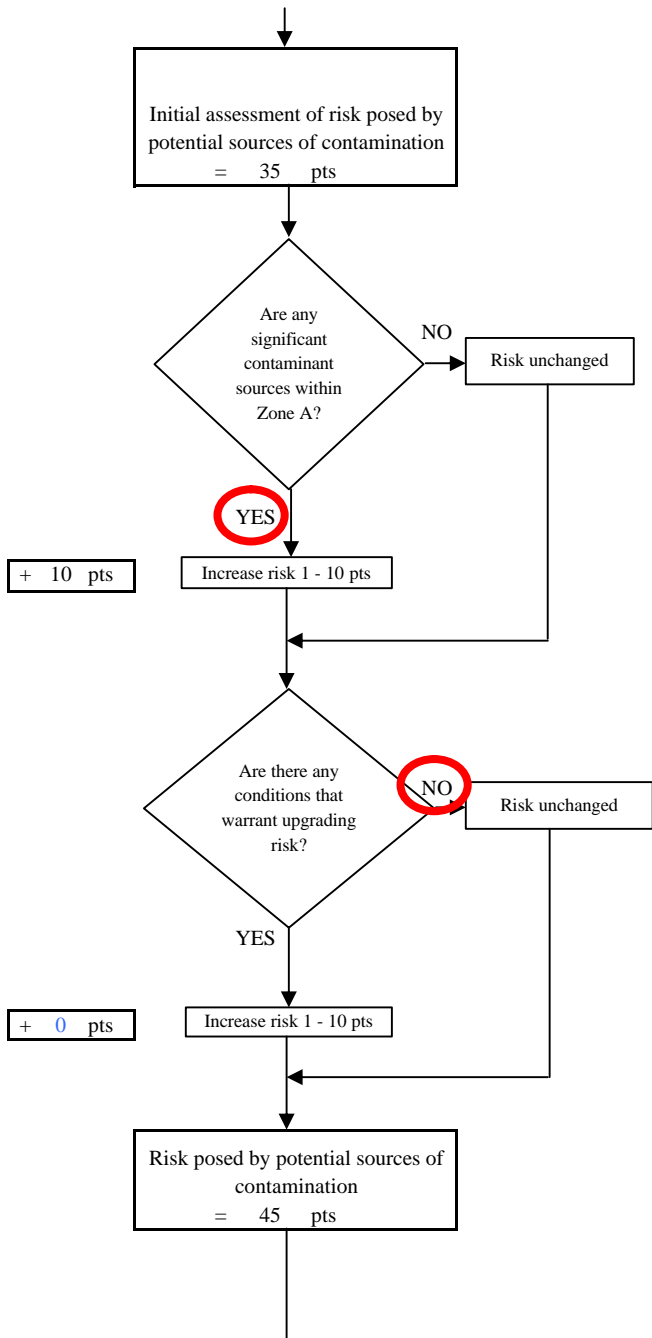 Initial assessment of risk posed by
potential sources of contamination
= 35 pts
Are any
significant
contaminant
sources within
Zone A?
NO
Risk unchanged
YES
+ 10 pts
Increase risk 1 - 10 pts
Are there any
conditions that
warrant upgrading
risk?
NO
Risk unchanged
YES
+ 0 pts
Increase risk 1 - 10 pts
Risk posed by potential sources of
contamination
= 45 pts